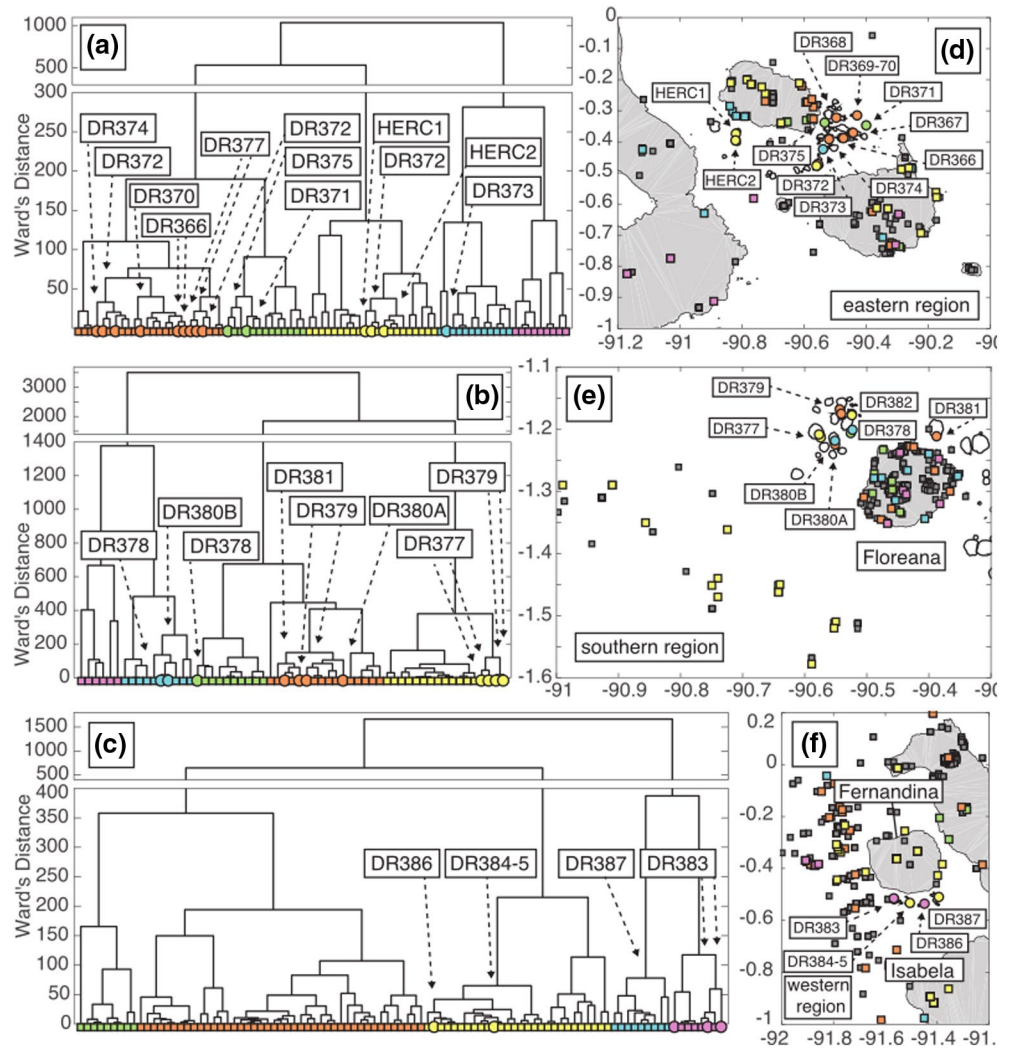 1000
500
(a)
300
250
200
150
100
50
Ward's Distance
DR374
DR372
DR370
DR366
DR377
DR372
DR375
DR371
HERC1
DR372
HERC2
DR373
0
-0.1
-0.2
-0.3
-0.4
-0.5
-0.6
-0.7
-0.8
-0.9
-1
(d)
DR368
DR369-70
DR371
DR367
DR366
HERC1
DR375
HERC2
DR372
DR374
DR373
eastern region
-91.2 -91 -90.8 -90.6 -90.4 -90.2
3000
2000
(b)
1400
1200
1000
800
600
400
200
0
Ward's Distance
DR378
DR380B
DR378
DR381
DR379
DR380A
DR377
DR379
-1.1
-1.2
-1.3
-1.4
-1.5
-1.6
(e)
DR379
DR382
DR381
DR377
DR378
DR380B
DR380A
Floreana
southern region
-91 -90.9 -90.8 -90.7 -90.6 -90.5 -90.4
1500
1000
500
(c)
400
350
300
250
200
150
100
50
0
Ward's Distance
DR386
DR384-5
DR387
DR383
0.2
0
-0.2
-0.4
-0.6
-0.8
-1
(f)
Fernandina
DR383
DR387
DR386
DR384-5
Isabela
western
region
-92 -91.8 -91.6 -91.4